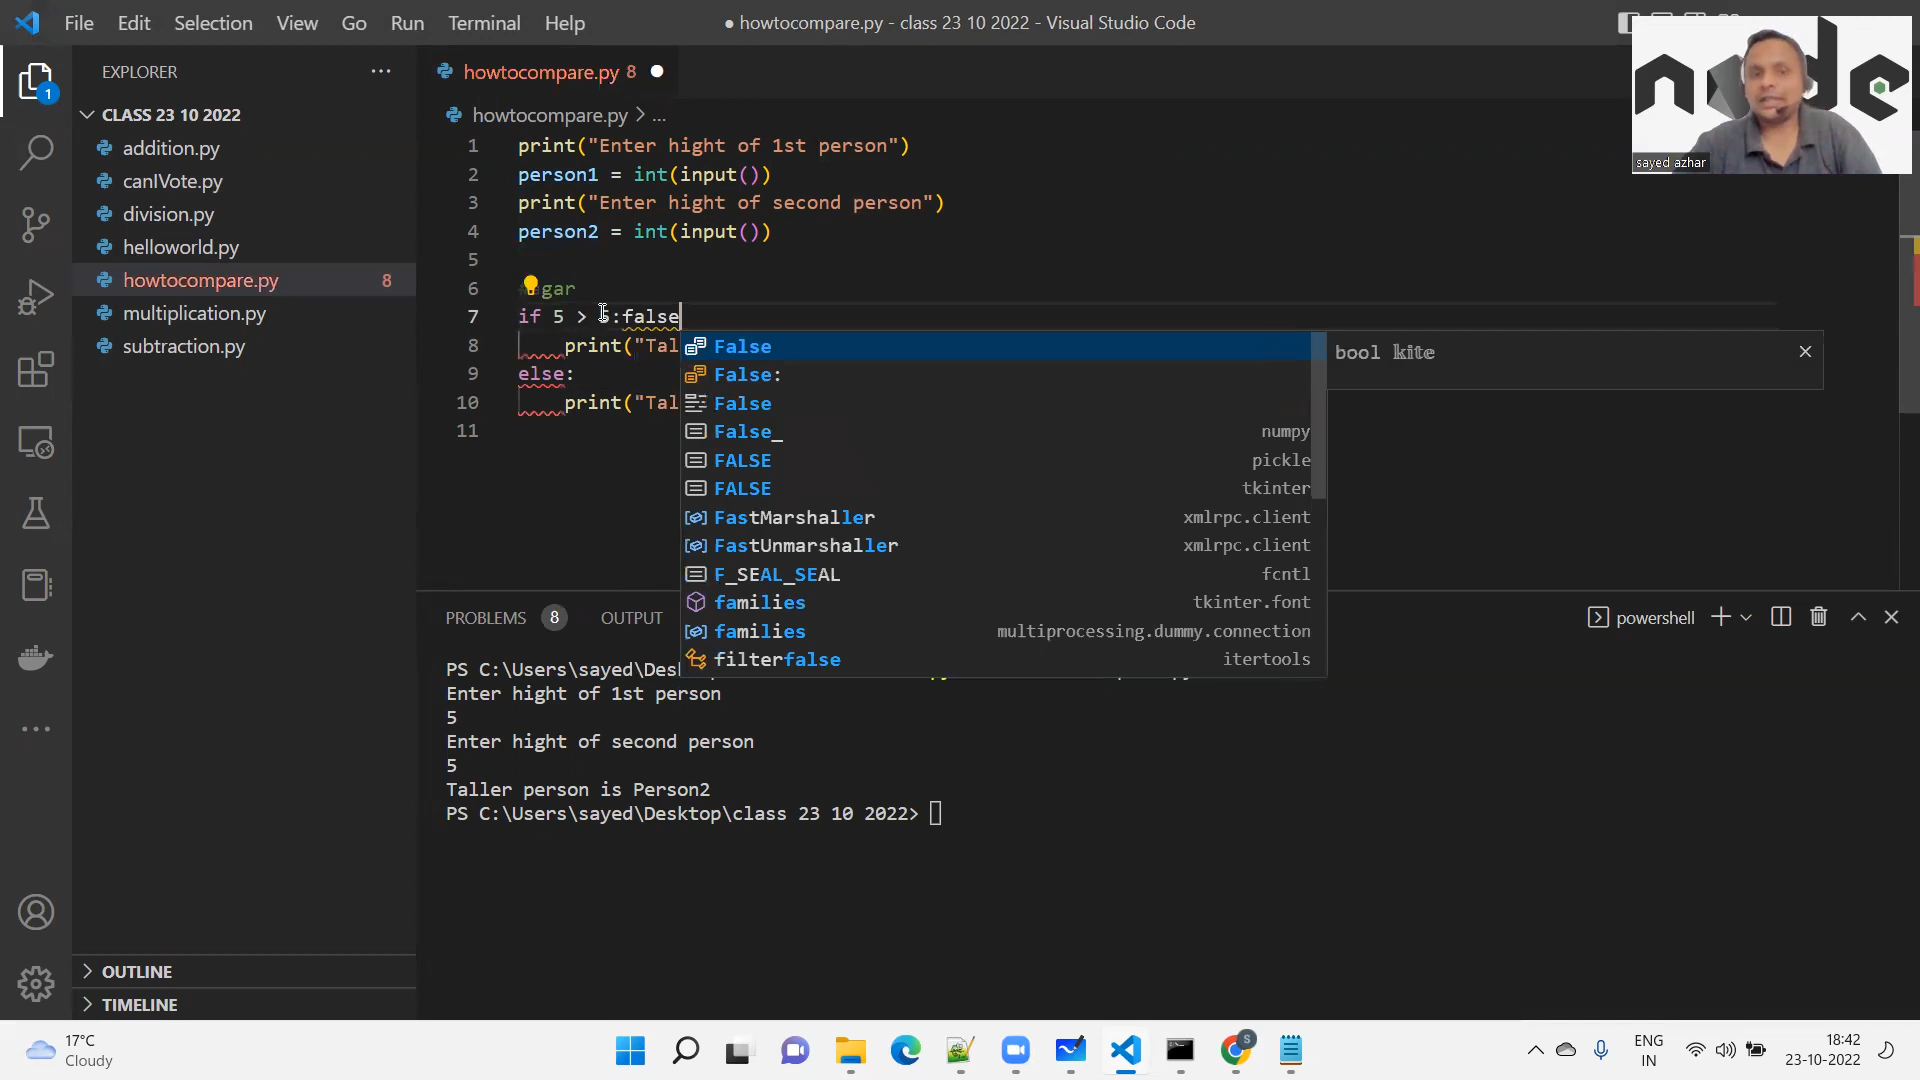 File Edit Selection View Go Run Terminal Help
● howtocompare.py - class 23 10 2022 - Visual Studio Code
sayed azhar
EXPLORER
1
CLASS 23 10 2022
addition.py
canIVote.py
division.py
helloworld.py
howtocompare.py 8
multiplication.py
subtraction.py
OUTLINE
TIMELINE
howtocompare.py 8
howtocompare.py > ...
1 print("Enter hight of 1st person")
2 person1 = int(input())
3 print("Enter hight of second person")
4 person2 = int(input())
5
6 gar
7 if 5 > 5:false
8 print("Tal
9 else:
10 print("Tal
11
False
False:
False
False_ numpy
FALSE pickle
FALSE tkinter
FastMarshaller xmlrpc.client
FastUnmarshaller xmlrpc.client
F_SEAL_SEAL fcntl
families tkinter.font
families multiprocessing.dummy.connection
filterfalse itertools
bool kite
PROBLEMS 8 OUTPUT
powershell
PS C:\Users\sayed\Des
Enter hight of 1st person
5
Enter hight of second person
5
Taller person is Person2
PS C:\Users\sayed\Desktop\class 23 10 2022>
17°C
Cloudy
S
ENG
IN
18:42
23-10-2022